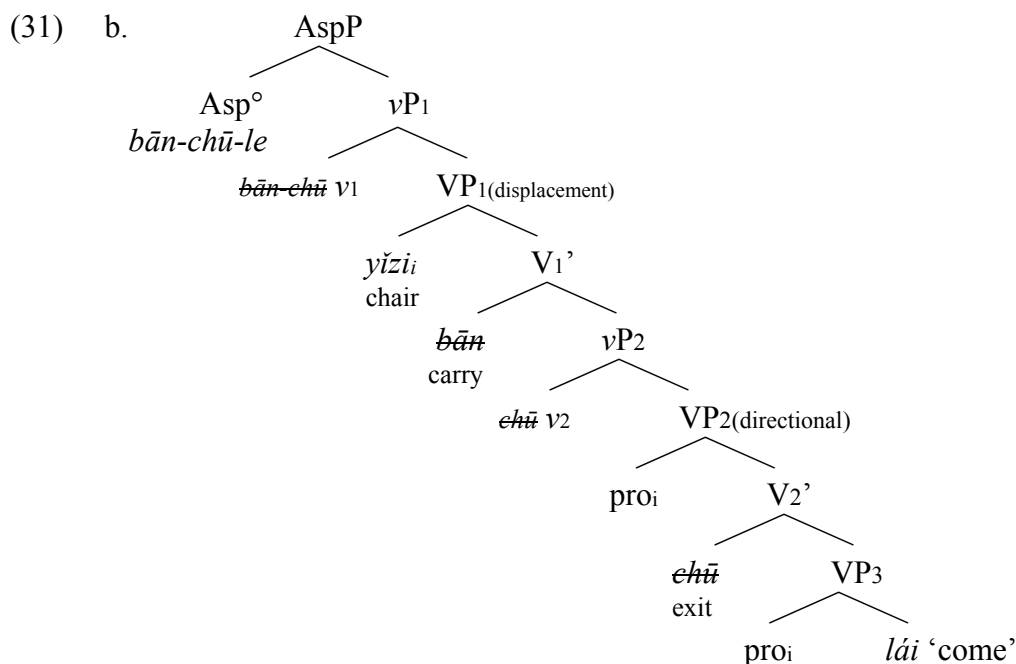 (31) b. AspP
Asp° vP1
bān-chū-le
bān-chū v1 VP1(displacement)
yǐzii V1’
chair
bān vP2
carry
chū v2 VP2(directional)
proi V2’
chū VP3
exit
proi lái ‘come’